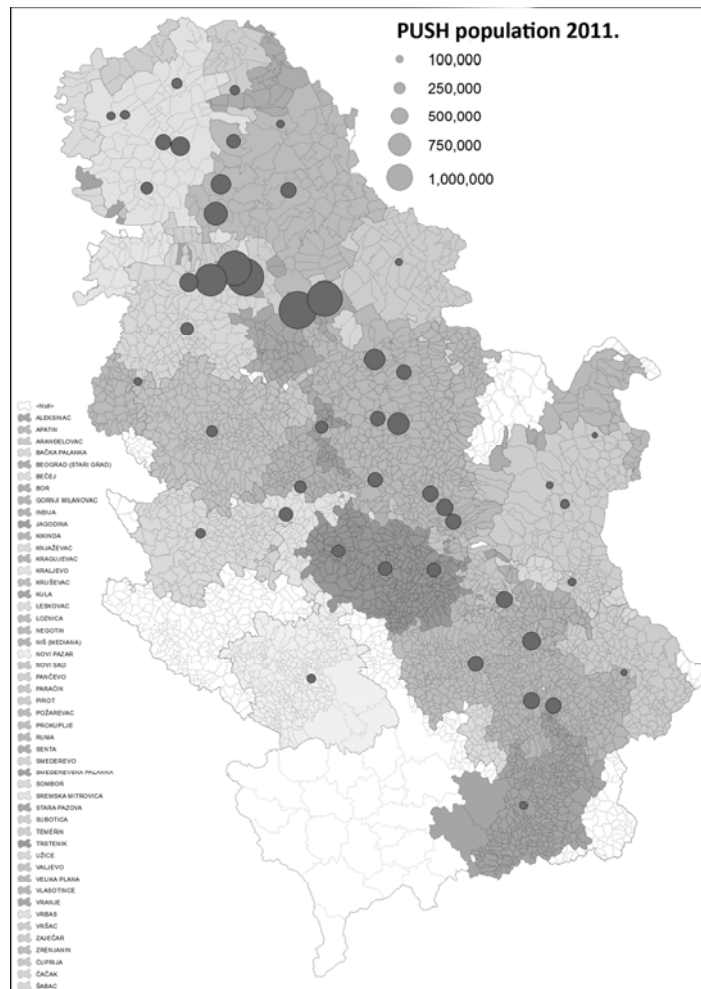 PUSH population 2011.
100,000
250,000
500,000
750,000
1,000,000
<Null>
ALEKSINAC
APATIN
ARANĐELOVAC
BAČKA PALANKA
BEOGRAD (STARI GRAD)
BEČEJ
BOR
GORNJI MILANOVAC
INĐIJA
JAGODINA
KIKINDA
KNJAŽEVAC
KRAGUJEVAC
KRALJEVO
KRUŠEVAC
KULA
LESKOVAC
LOZNICA
NEGOTIN
NIŠ (MEDIANA)
NOVI PAZAR
NOVI SAD
PANČEVO
PARAĆIN
PIROT
POŽAREVAC
PROKUPLJE
RUMA
SENTA
SMEDEREVO
SMEDEREVSKA PALANKA
SOMBOR
SREMSKA MITROVICA
STARA PAZOVA
SUBOTICA
TEMERIN
TRSTENIK
UŽICE
VALJEVO
VELIKA PLANA
VLASOTINCE
VRANJE
VRBAS
VRŠAC
ZAJEČAR
ZRENJANIN
ĆUPRIJA
ČAČAK
ŠABAC